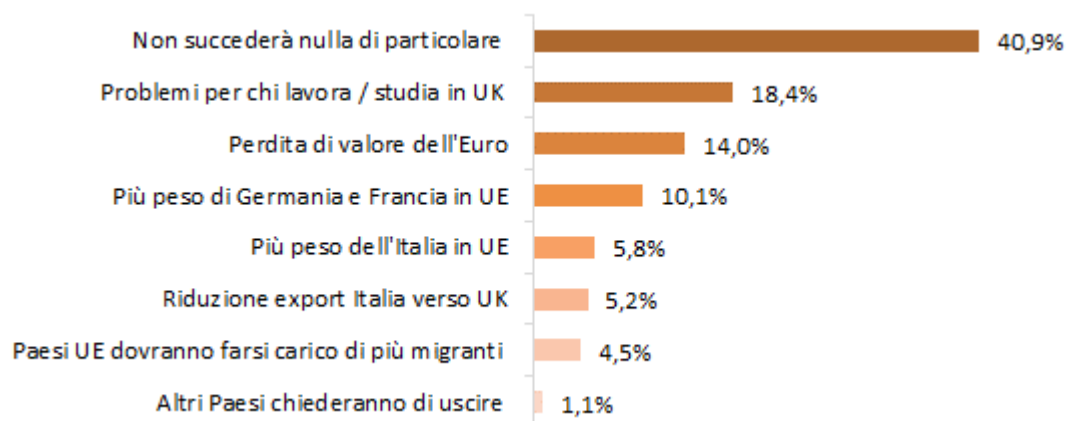 Non succederà nulla di particolare 40,9%
Problemi per chi lavora / studia in UK 18,4%
Perdita di valore dell'Euro 14,0%
Più peso di Germania e Francia in UE 10,1%
Più peso dell'Italia in UE 5,8%
Riduzione export Italia verso UK 5,2%
Paesi UE dovranno farsi carico di più migranti 4,5%
Altri Paesi chiederanno di uscire 1,1%